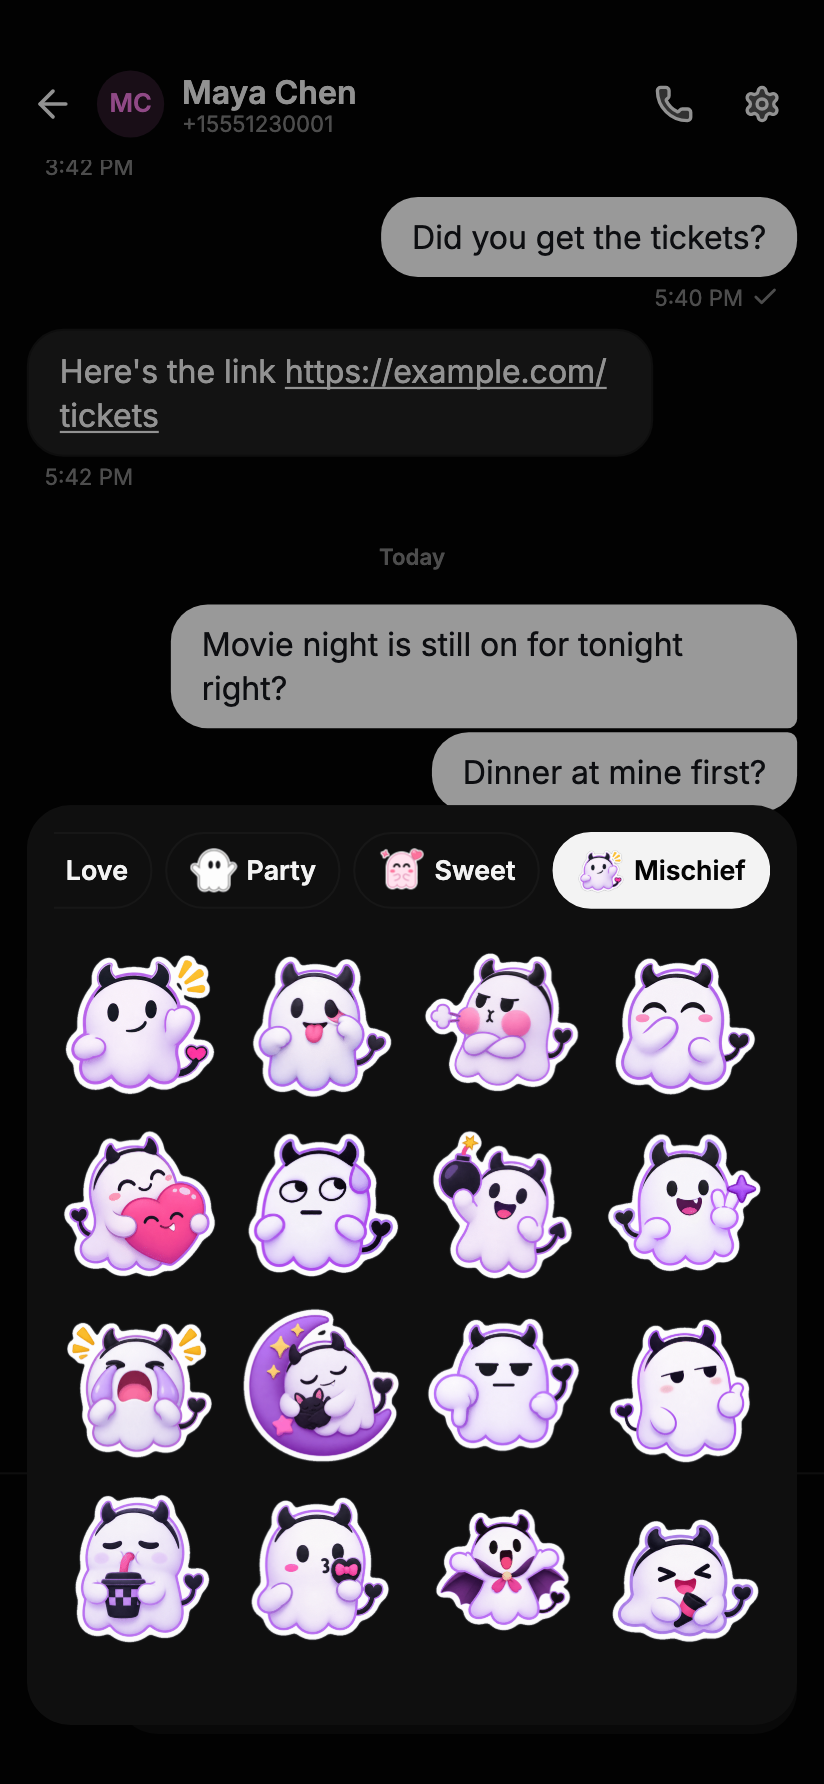 MC
Maya Chen
+15551230001
3:42 PM
Did you get the tickets?
5:40 PM
Here's the link https://example.com/
tickets
5:42 PM
Today
Movie night is still on for tonight
right?
Dinner at mine first?
Love
Party
Sweet
Mischief